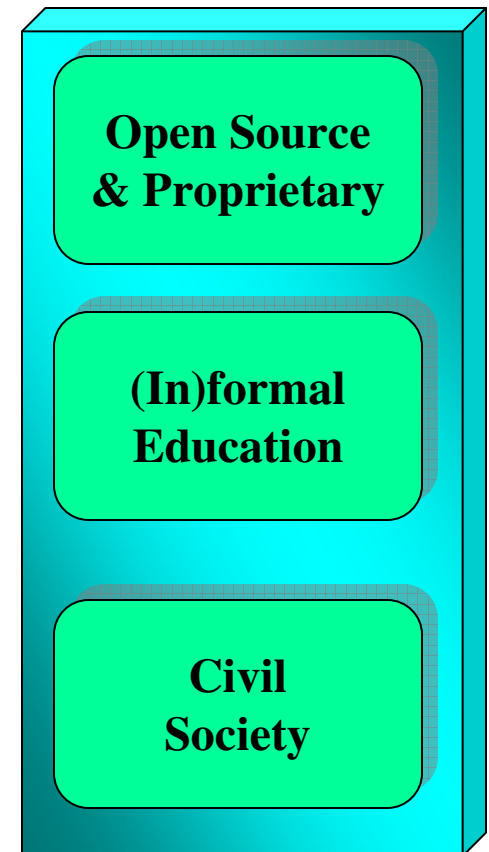 Open Source
& Proprietary
(In)formal
Education
Civil
Society